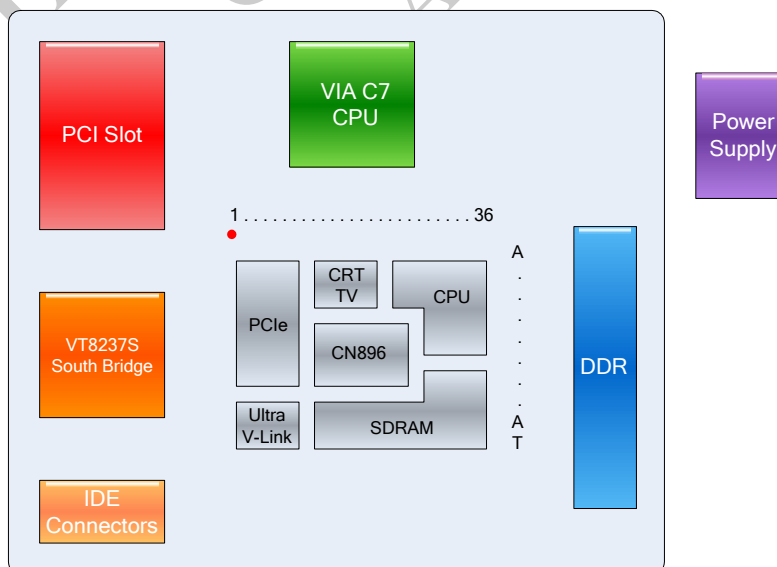 PCI Slot
VIA C7
CPU
Power
Supply
1 . . . . . . . . . . . . . . . . . . . . . . . . 36
A
.
.
.
.
.
.
.
A
T
PCIe
CRT
TV
CPU
CN896
Ultra
V-Link
SDRAM
DDR
VT8237S
South Bridge
IDE
Connectors